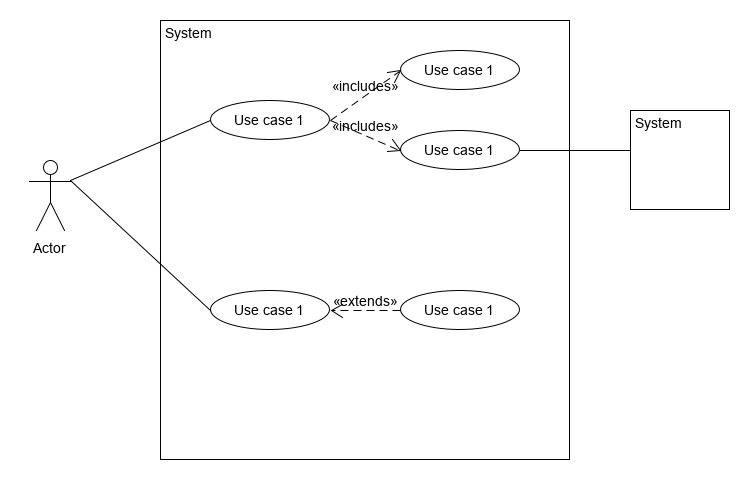 System
Use case 1
«includes»
Use case 1
«includes»
Use case 1
System
Actor
Use case 1
«extends»
Use case 1